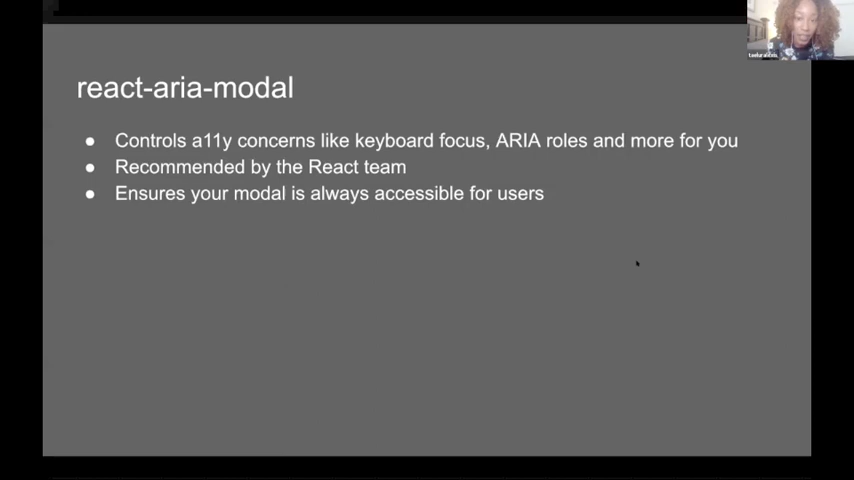 react-aria-modal
● Controls a11y concerns like keyboard focus, ARIA roles and more for you
● Recommended by the React team
● Ensures your modal is always accessible for users